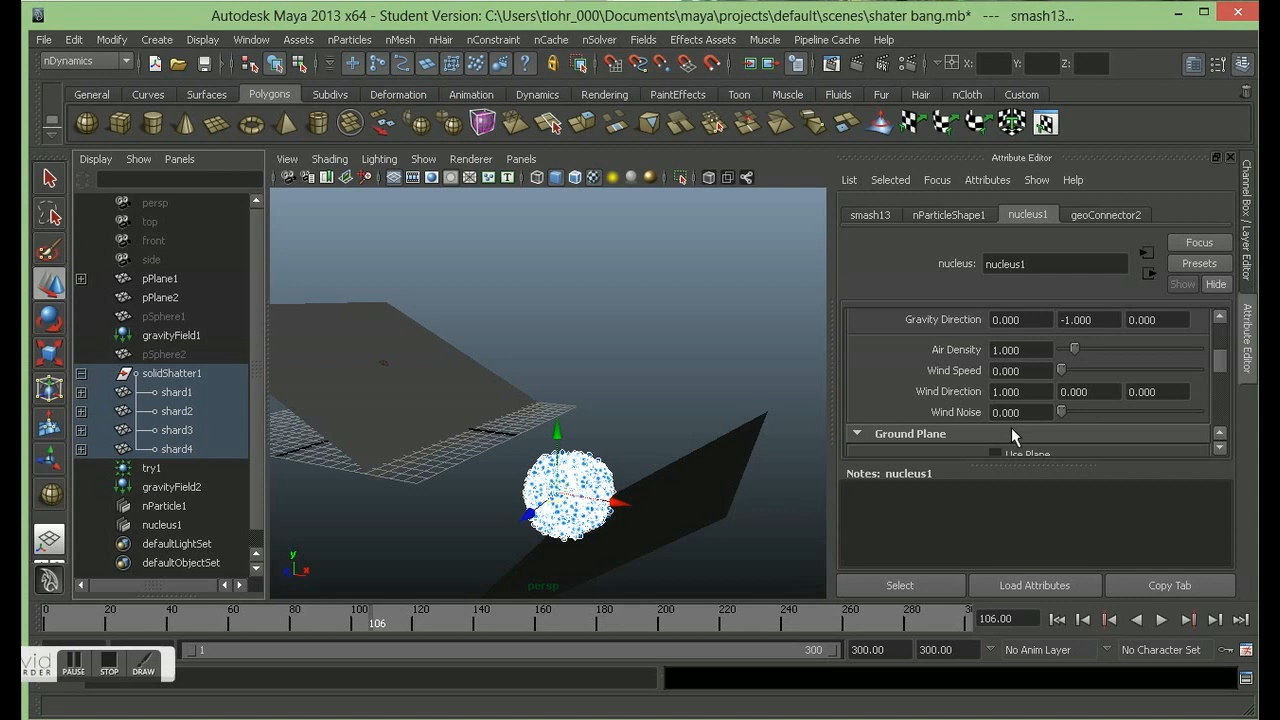 Autodesk Maya 2013 x64 - Student Version: C:\Users\tlohr_000\Documents\maya\projects\default\scenes\shater bang.mb* --- smash13...
File Edit Modify Create Display Window Assets nParticles nMesh nHair nConstraint nCache nSolver Fields Effects Assets Muscle Pipeline Cache Help
nDynamics X: Y: Z:
General Curves Surfaces Polygons Subdivs Deformation Animation Dynamics Rendering PaintEffects Toon Muscle Fluids Fur Hair nCloth Custom
Display Show Panels
persp
top
front
side
pPlane1
pPlane2
pSphere1
gravityField1
pSphere2
solidShatter1
shard1
shard2
shard3
shard4
try1
gravityField2
nParticle1
nucleus1
defaultLightSet
defaultObjectSet
View Shading Lighting Show Renderer Panels
y
x
persp
Attribute Editor
List Selected Focus Attributes Show Help
smash13 nParticleShape1 nucleus1 geoConnector2
Focus
nucleus: nucleus1 Presets
Show Hide
Gravity Direction 0.000 -1.000 0.000
Air Density 1.000
Wind Speed 0.000
Wind Direction 1.000 0.000 0.000
Wind Noise 0.000
Ground Plane
Use Plane
Notes: nucleus1
Select Load Attributes Copy Tab
Channel Box / Layer Editor
Attribute Editor
0 20 40 60 80 100 120 140 160 180 200 220 240 260 280
106
106.00
1 300 300.00 300.00 No Anim Layer No Character Set
PAUSE STOP DRAW